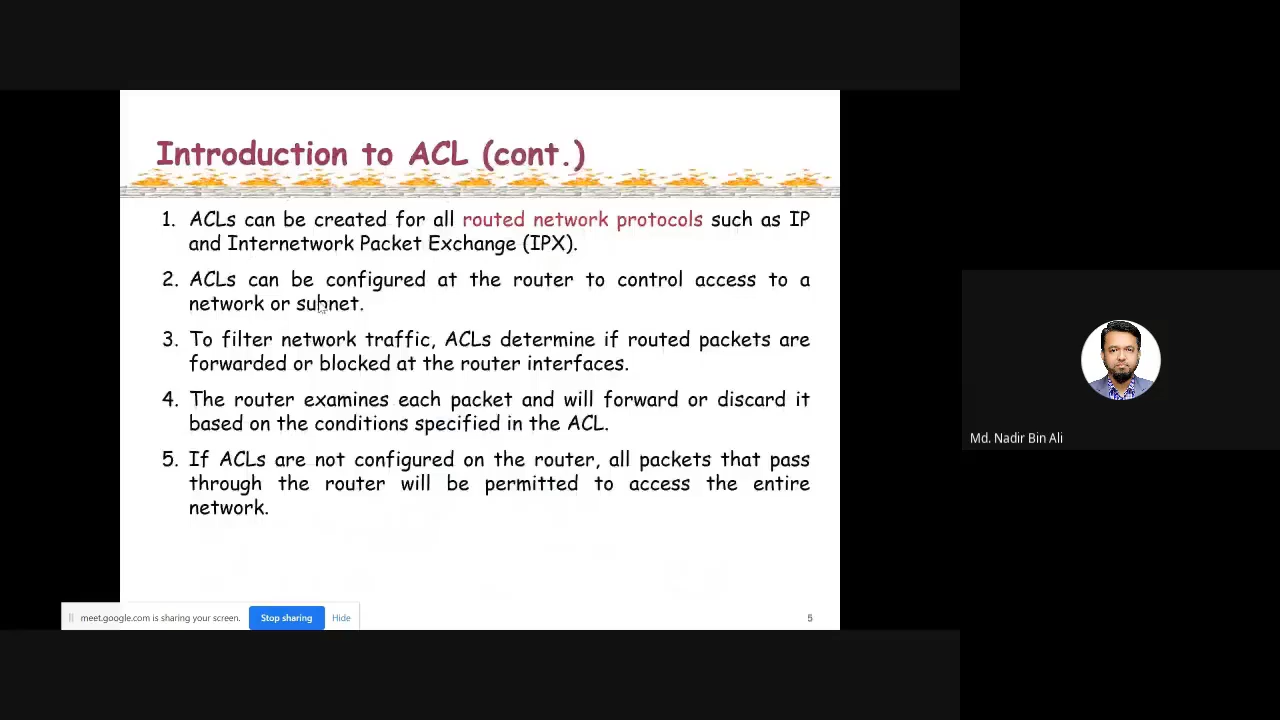 Introduction to ACL (cont.)
1. ACLs can be created for all routed network protocols such as IP
and Internetwork Packet Exchange (IPX).
2. ACLs can be configured at the router to control access to a
network or subnet.
3. To filter network traffic, ACLs determine if routed packets are
forwarded or blocked at the router interfaces.
4. The router examines each packet and will forward or discard it
based on the conditions specified in the ACL.
5. If ACLs are not configured on the router, all packets that pass
through the router will be permitted to access the entire
network.
meet.google.com is sharing your screen. Stop sharing Hide
5
Md. Nadir Bin Ali